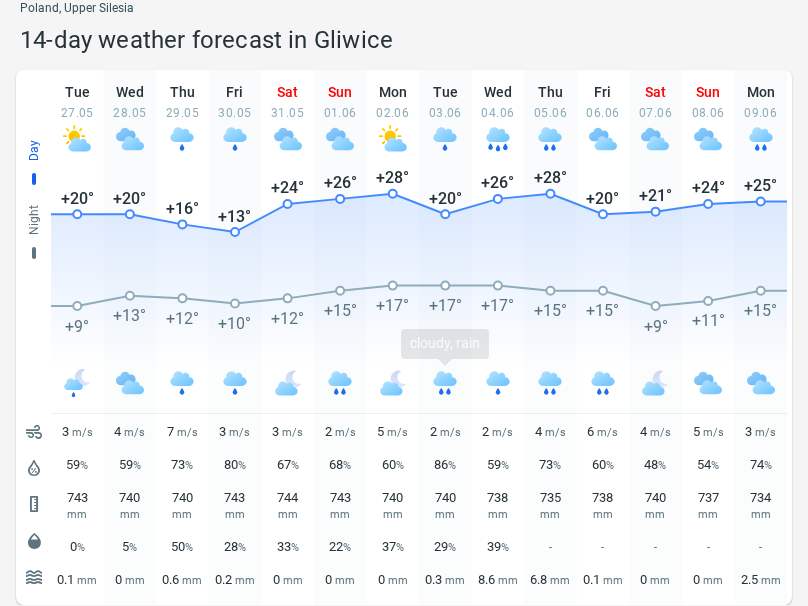 Poland, Upper Silesia
14-day weather forecast in Gliwice
Tue Wed Thu Fri Sat Sun Mon Tue Wed Thu Fri Sat Sun Mon
27.05 28.05 29.05 30.05 31.05 01.06 02.06 03.06 04.06 05.06 06.06 07.06 08.06 09.06
Day
+20° +20° +16° +13° +24° +26° +28° +20° +26° +28° +20° +21° +24° +25°
Night
+9° +13° +12° +10° +12° +15° +17° +17° +17° +15° +15° +9° +11° +15°
cloudy, rain
3 m/s 4 m/s 7 m/s 3 m/s 3 m/s 2 m/s 5 m/s 2 m/s 2 m/s 4 m/s 6 m/s 4 m/s 5 m/s 3 m/s
59% 59% 73% 80% 67% 68% 60% 86% 59% 73% 60% 48% 54% 74%
743 740 740 743 744 743 740 740 738 735 738 740 737 734
mm mm mm mm mm mm mm mm mm mm mm mm mm mm
0% 5% 50% 28% 33% 22% 37% 29% 39% - - - - -
0.1 mm 0 mm 0.6 mm 0.2 mm 0 mm 0 mm 0 mm 0.3 mm 8.6 mm 6.8 mm 0.1 mm 0 mm 0 mm 2.5 mm